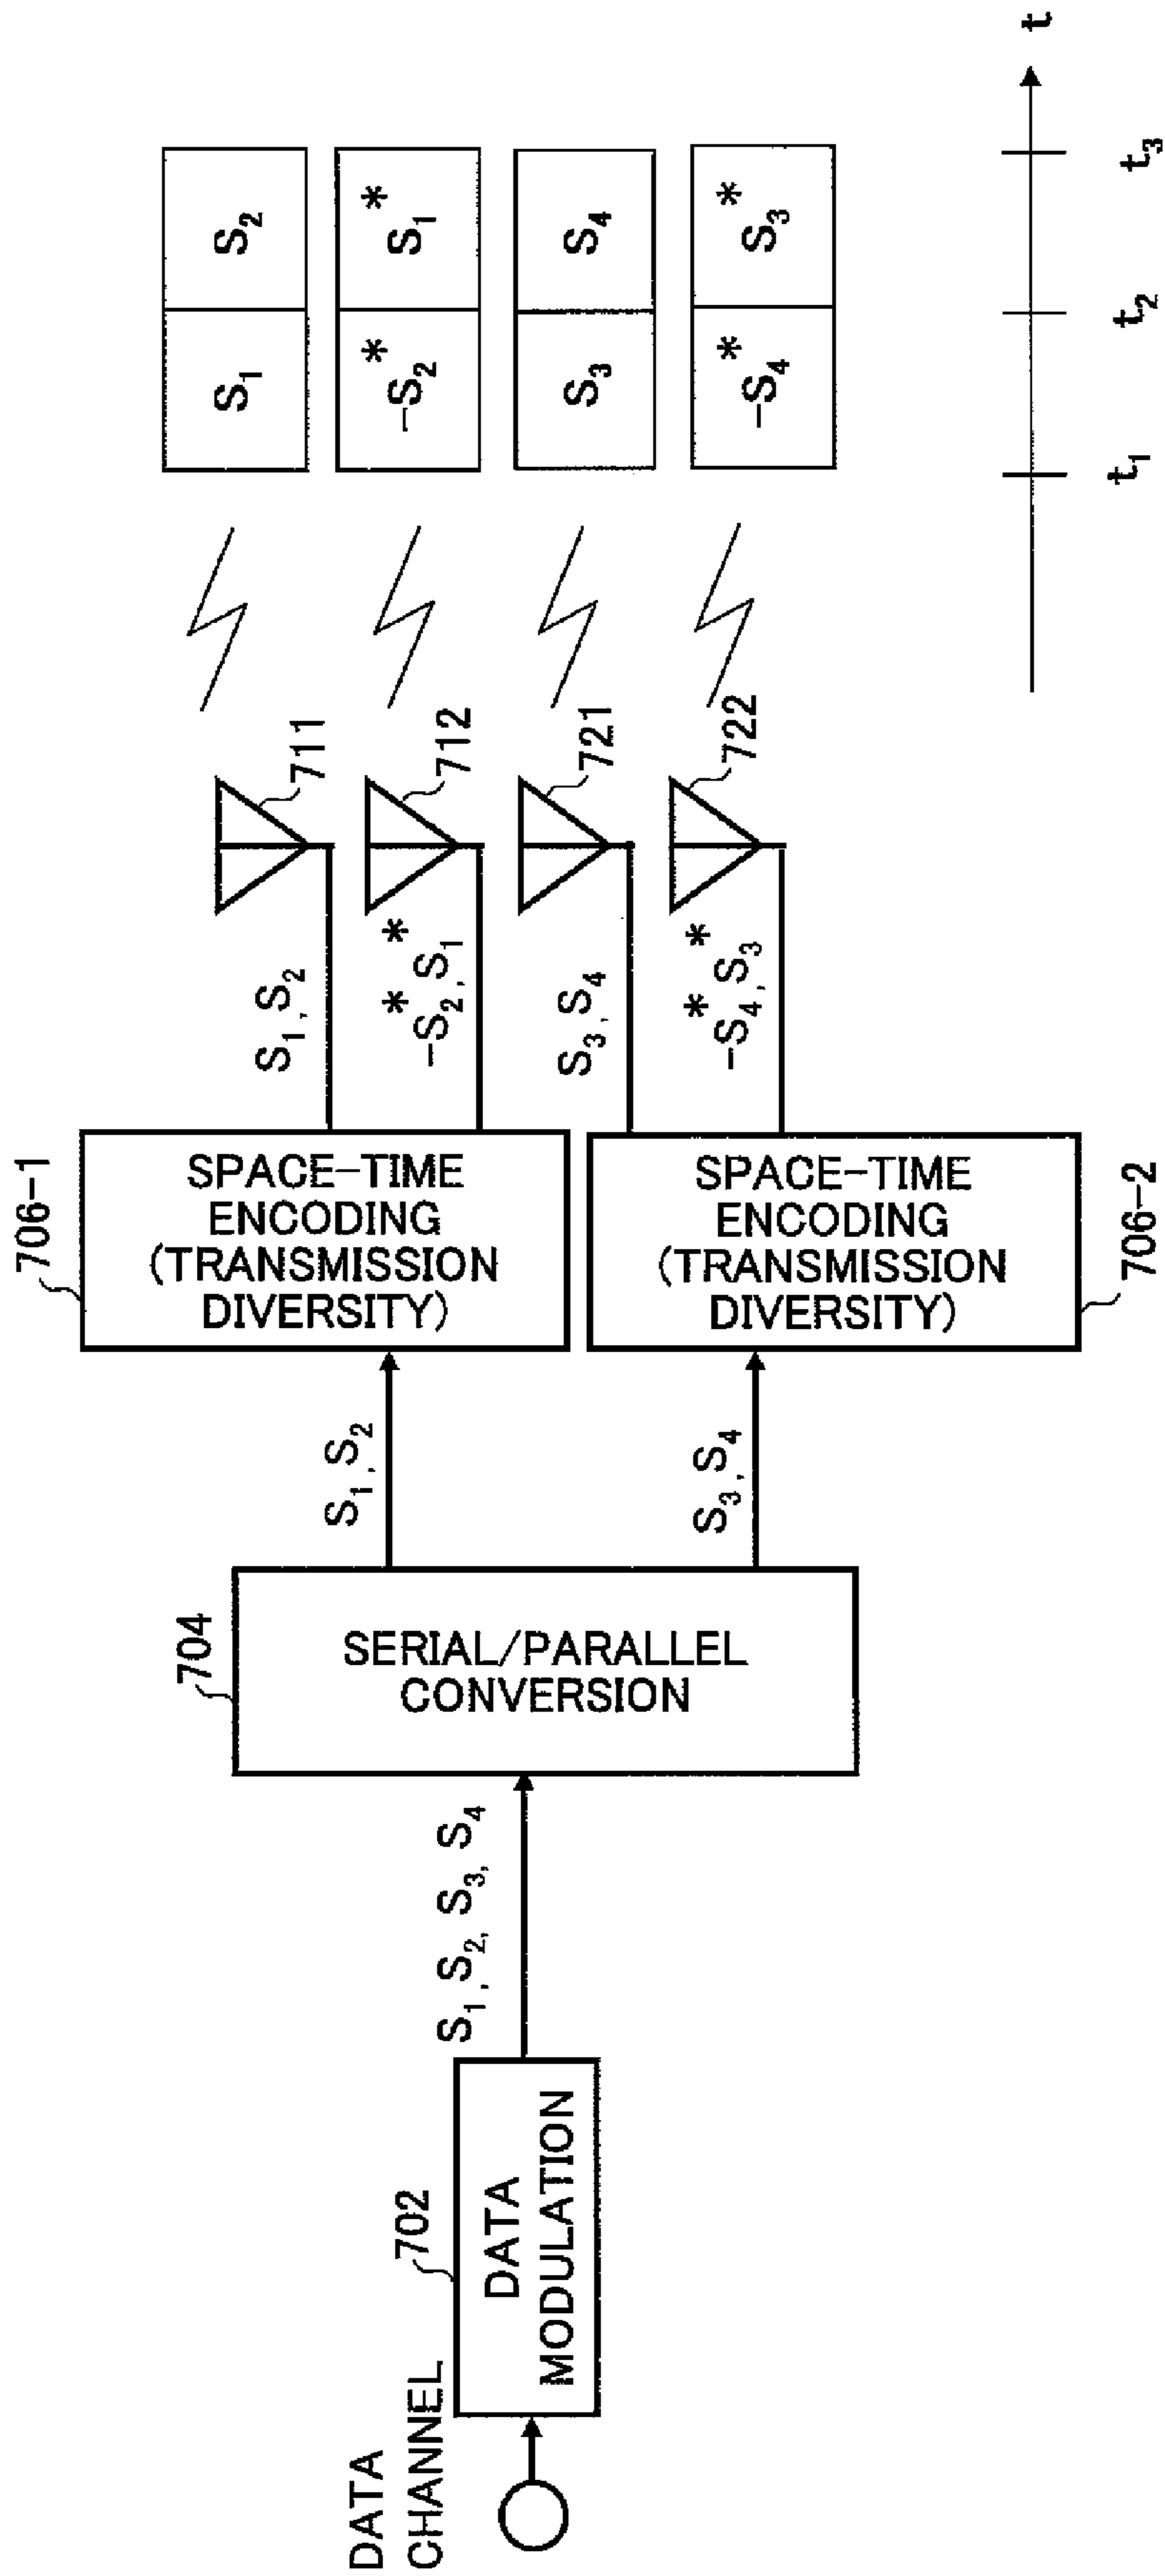 DATA
CHANNEL
702
DATA
MODULATION
S₁, S₂, S₃, S₄
704
SERIAL/PARALLEL
CONVERSION
S₁, S₂
S₃, S₄
706-1
SPACE-TIME
ENCODING
(TRANSMISSION
DIVERSITY)
SPACE-TIME
ENCODING
(TRANSMISSION
DIVERSITY)
706-2
S₁, S₂
711
-S₂*, S₁*
712
S₃, S₄
721
-S₄*, S₃*
722
S₁ S₂
-S₂* S₁*
S₃ S₄
-S₄* S₃*
t₁ t₂ t₃ t